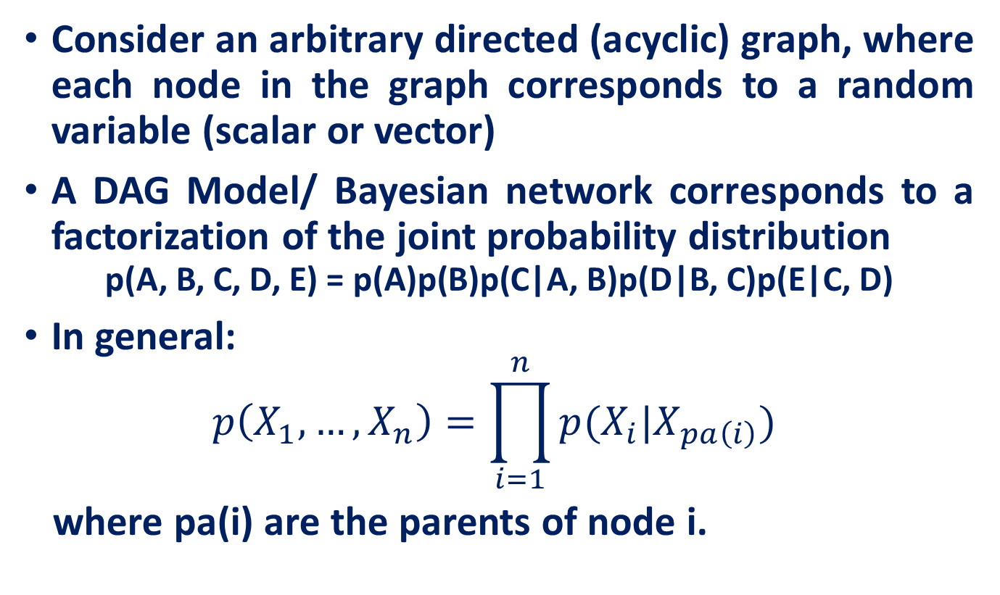 • Consider an arbitrary directed (acyclic) graph, where
each node in the graph corresponds to a random
variable (scalar or vector)
• A DAG Model/ Bayesian network corresponds to a
factorization of the joint probability distribution
p(A, B, C, D, E) = p(A)p(B)p(C|A, B)p(D|B, C)p(E|C, D)
• In general:
p(X_1, … , X_n) = ∏_{i=1}^{n} p(X_i|X_{pa(i)})
where pa(i) are the parents of node i.